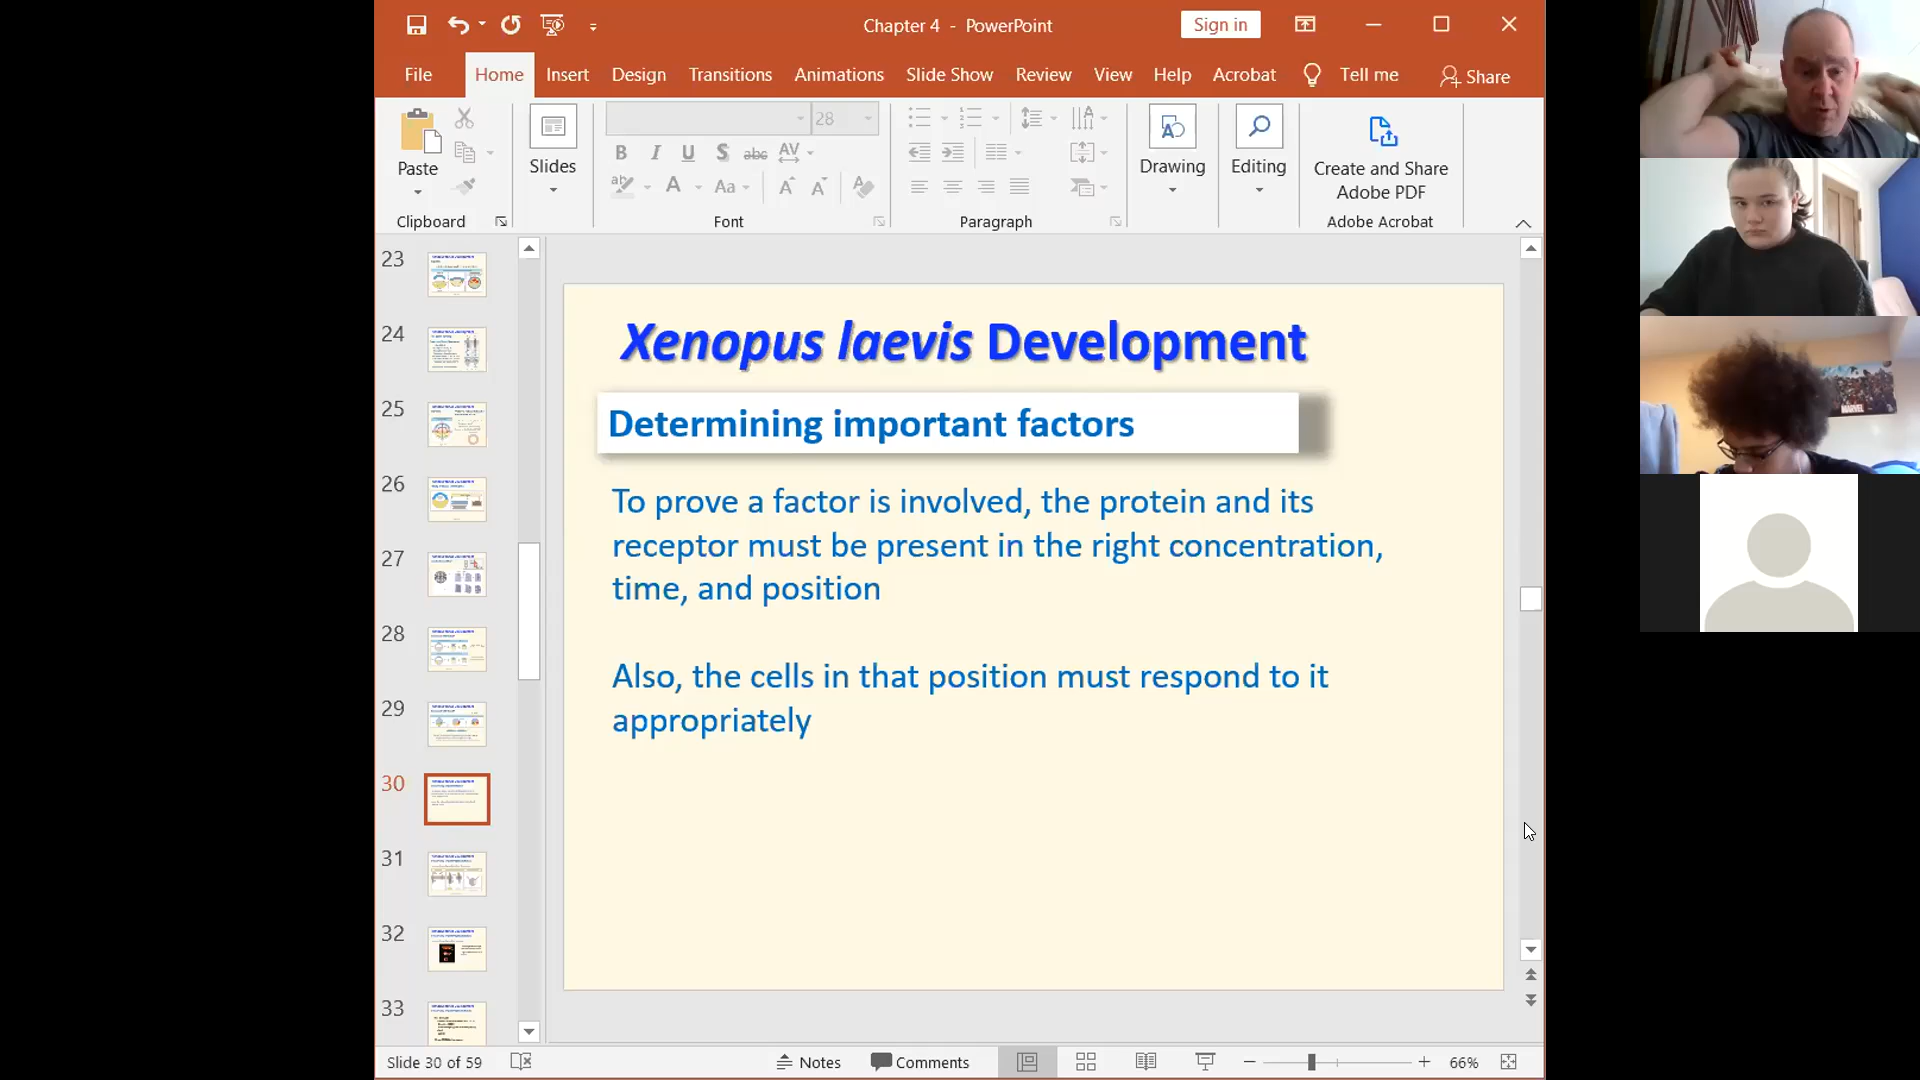 Chapter 4 - PowerPoint
Sign in
File
Home
Insert
Design
Transitions
Animations
Slide Show
Review
View
Help
Acrobat
Tell me
Share
28
Paste
Slides
B I U S abc AV
Aa A A
Drawing
Editing
Create and Share
Adobe PDF
Clipboard
Font
Paragraph
Adobe Acrobat
23
24
25
26
27
28
29
30
31
32
33
Xenopus laevis Development
Determining important factors
To prove a factor is involved, the protein and its
receptor must be present in the right concentration,
time, and position
Also, the cells in that position must respond to it
appropriately
MARVEL
Slide 30 of 59
Notes
Comments
66%